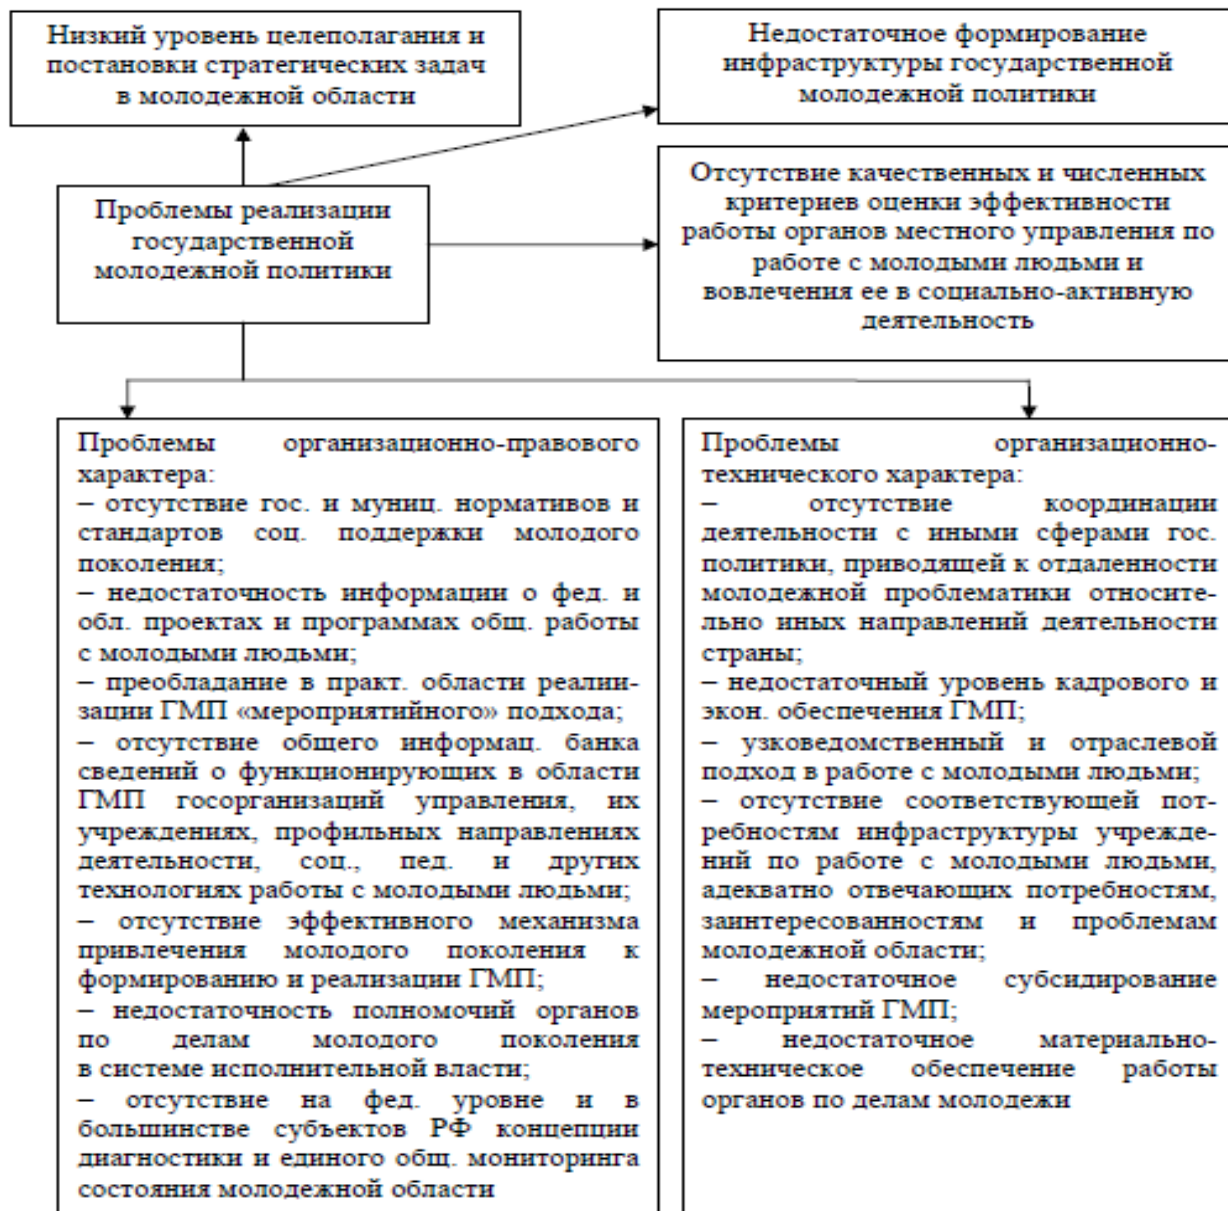 Низкий уровень целеполагания и
постановки стратегических задач
в молодежной области
Недостаточное формирование
инфраструктуры государственной
молодежной политики
Проблемы реализации
государственной
молодежной политики
Отсутствие качественных и численных
критериев оценки эффективности
работы органов местного управления по
работе с молодыми людьми и
вовлечения ее в социально-активную
деятельность
Проблемы организационно-правового
характера:
– отсутствие гос. и муниц. нормативов и
стандартов соц. поддержки молодого
поколения;
– недостаточность информации о фед. и
обл. проектах и программах общ. работы
с молодыми людьми;
– преобладание в практ. области реалии-
зации ГМП «мероприятийного» подхода;
– отсутствие общего информац. банка
сведений о функционирующих в области
ГМП госорганизаций управления, их
учреждениях, профильных направлениях
деятельности, соц., пед. и других
технологиях работы с молодыми людьми;
– отсутствие эффективного механизма
привлечения молодого поколения к
формированию и реализации ГМП;
– недостаточность полномочий органов
по делам молодого поколения
в системе исполнительной власти;
– отсутствие на фед. уровне и в
большинстве субъектов РФ концепции
диагностики и единого общ. мониторинга
состояния молодежной области
Проблемы организационно-
технического характера:
– отсутствие координации
деятельности с иными сферами гос.
политики, приводящей к отдаленности
молодежной проблематики относите-
льно иных направлений деятельности
страны;
– недостаточный уровень кадрового и
экон. обеспечения ГМП;
– узковедомственный и отраслевой
подход в работе с молодыми людьми;
– отсутствие соответствующей пот-
ребностям инфраструктуры учрежде-
ний по работе с молодыми людьми,
адекватно отвечающих потребностям,
заинтересованностям и проблемам
молодежной области;
– недостаточное субсидирование
мероприятий ГМП;
– недостаточное материально-
техническое обеспечение работы
органов по делам молодежи